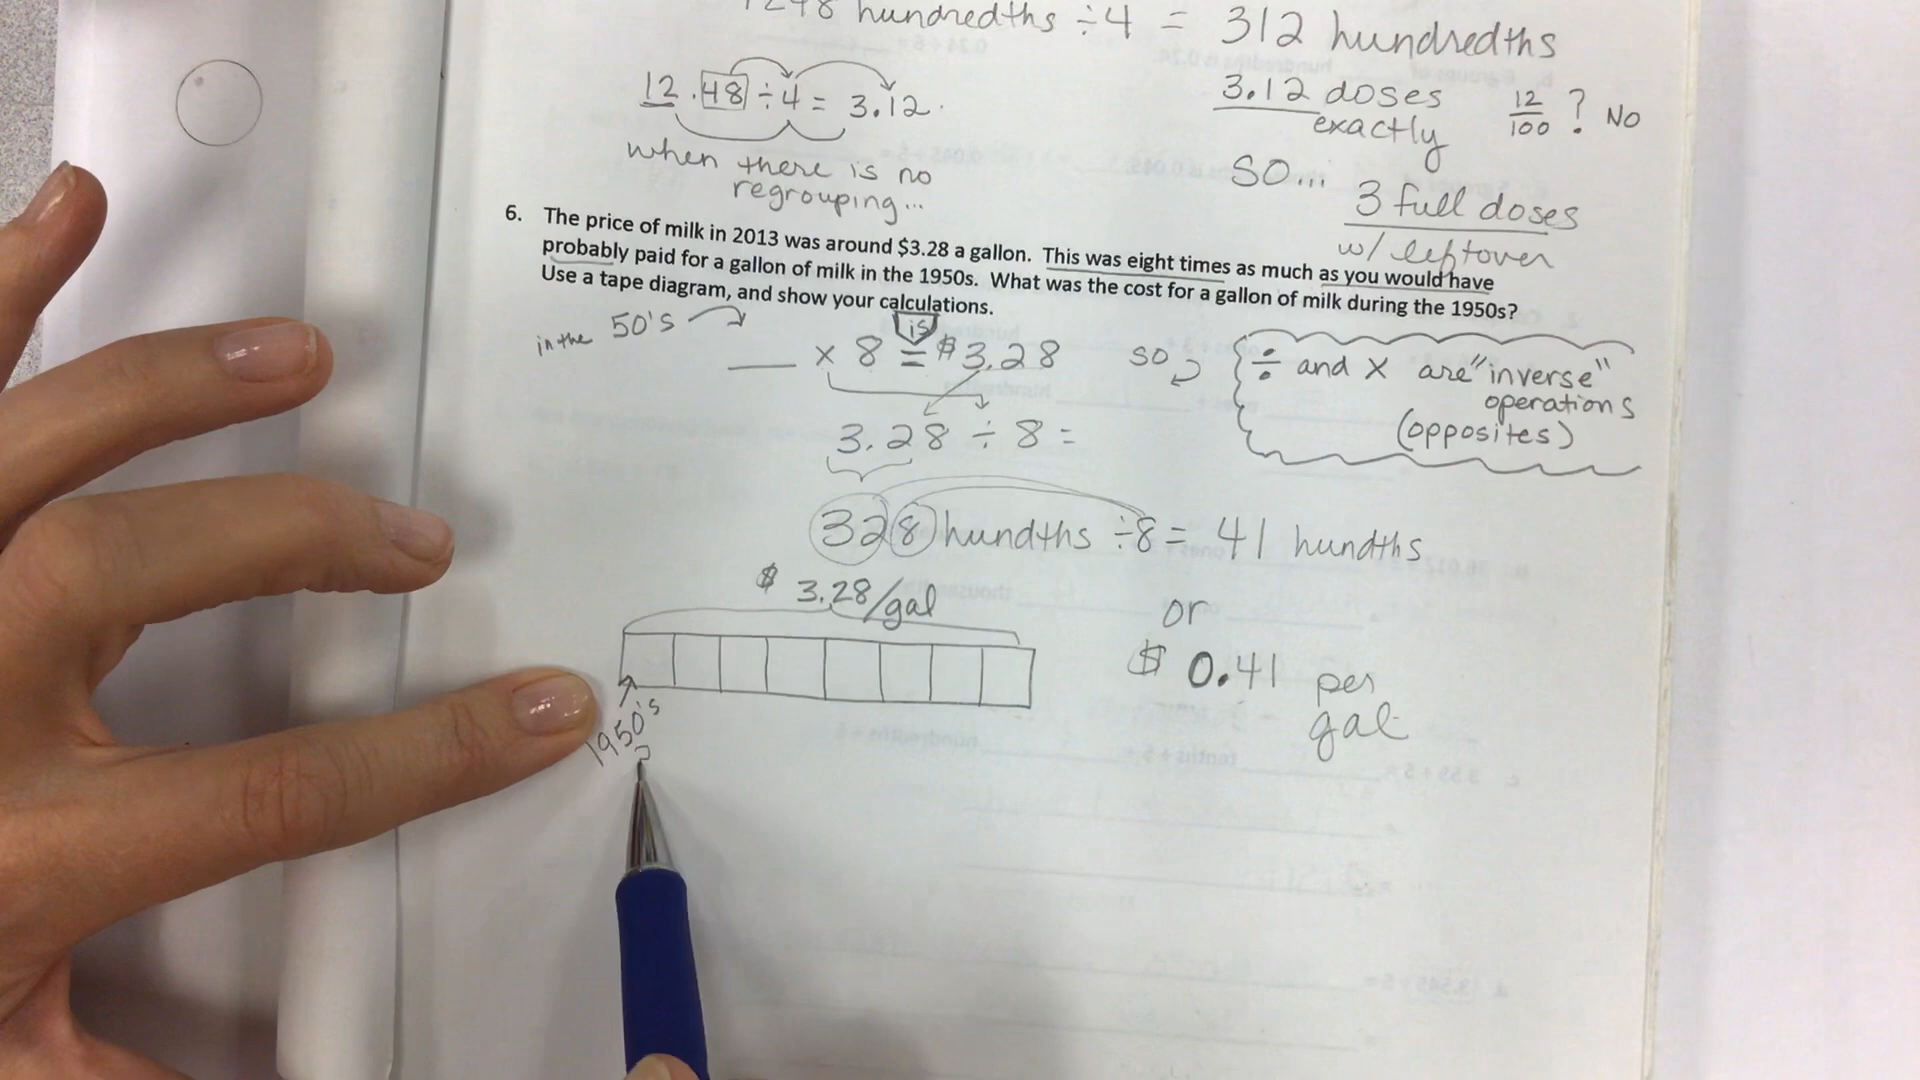 1248 hundredths ÷4 = 312 hundredths
12.48 ÷ 4 = 3.12.
3.12 doses
exactly
12/100 ? No
when there is no
regrouping...
SO...
3 full doses
w/ leftover
6. The price of milk in 2013 was around $3.28 a gallon. This was eight times as much as you would have
probably paid for a gallon of milk in the 1950s. What was the cost for a gallon of milk during the 1950s?
Use a tape diagram, and show your calculations.
in the 50's
is
__ x 8 = $3.28
so
÷ and X are "inverse"
operations
(opposites)
3.28 ÷ 8 =
328 hundths ÷8 = 41 hundths
$ 3.28/gal
or
$ 0.41 per
gal
1950's
?